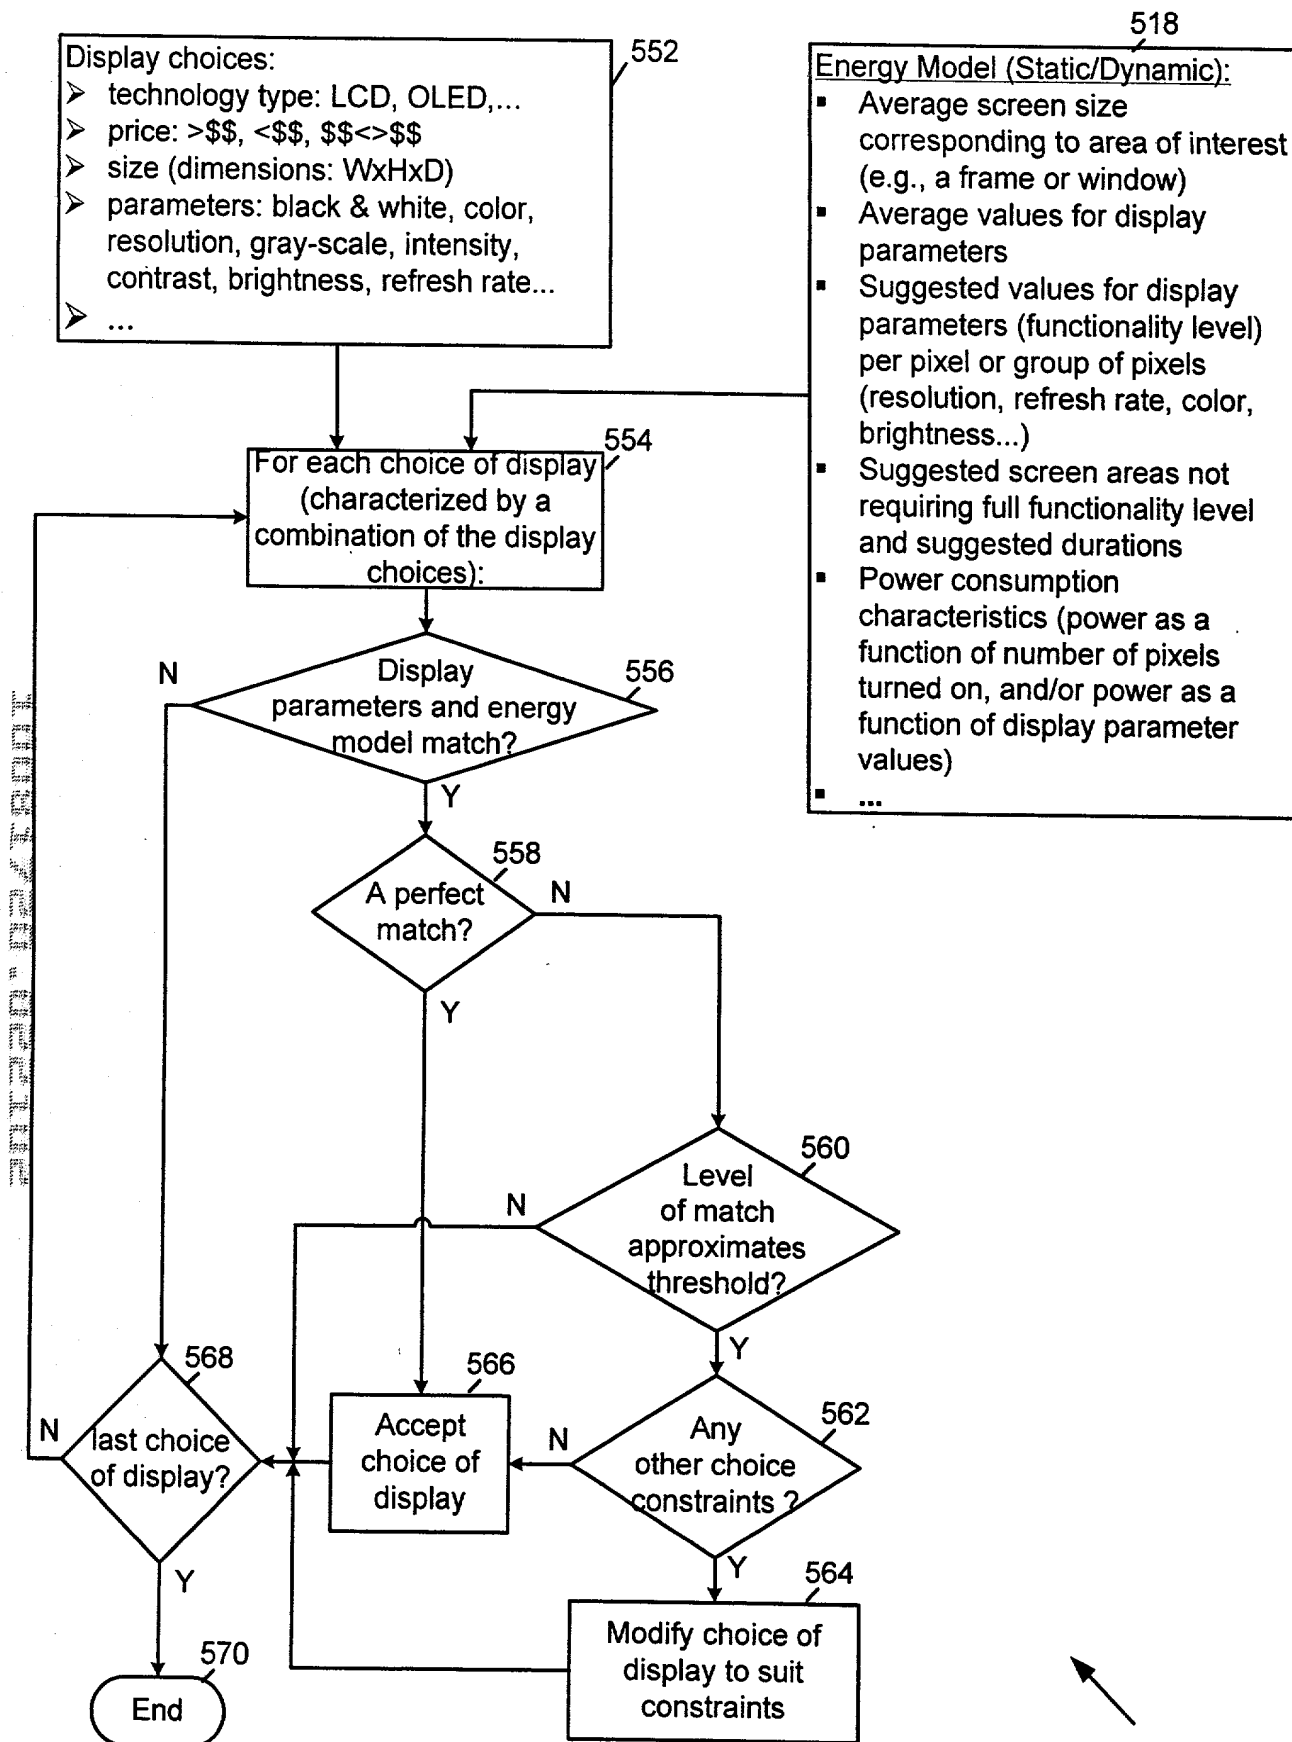 518
552
Display choices:
➢ technology type: LCD, OLED,...
➢ price: >$$, <$$, $$<>$$
➢ size (dimensions: WxHxD)
➢ parameters: black & white, color,
resolution, gray-scale, intensity,
contrast, brightness, refresh rate...
➢ ...
Energy Model (Static/Dynamic):
▪ Average screen size
corresponding to area of interest
(e.g., a frame or window)
▪ Average values for display
parameters
▪ Suggested values for display
parameters (functionality level)
per pixel or group of pixels
(resolution, refresh rate, color,
brightness...)
▪ Suggested screen areas not
requiring full functionality level
and suggested durations
▪ Power consumption
characteristics (power as a
function of number of pixels
turned on, and/or power as a
function of display parameter
values)
▪ ...
554
For each choice of display
(characterized by a
combination of the display
choices):
N
556
Display
parameters and energy
model match?
Y
558
A perfect
match?
N
Y
560
Level
of match
approximates
threshold?
N
Y
568
last choice
of display?
N
Y
566
Accept
choice of
display
562
Any
other choice
constraints ?
N
Y
564
Modify choice of
display to suit
constraints
570
End